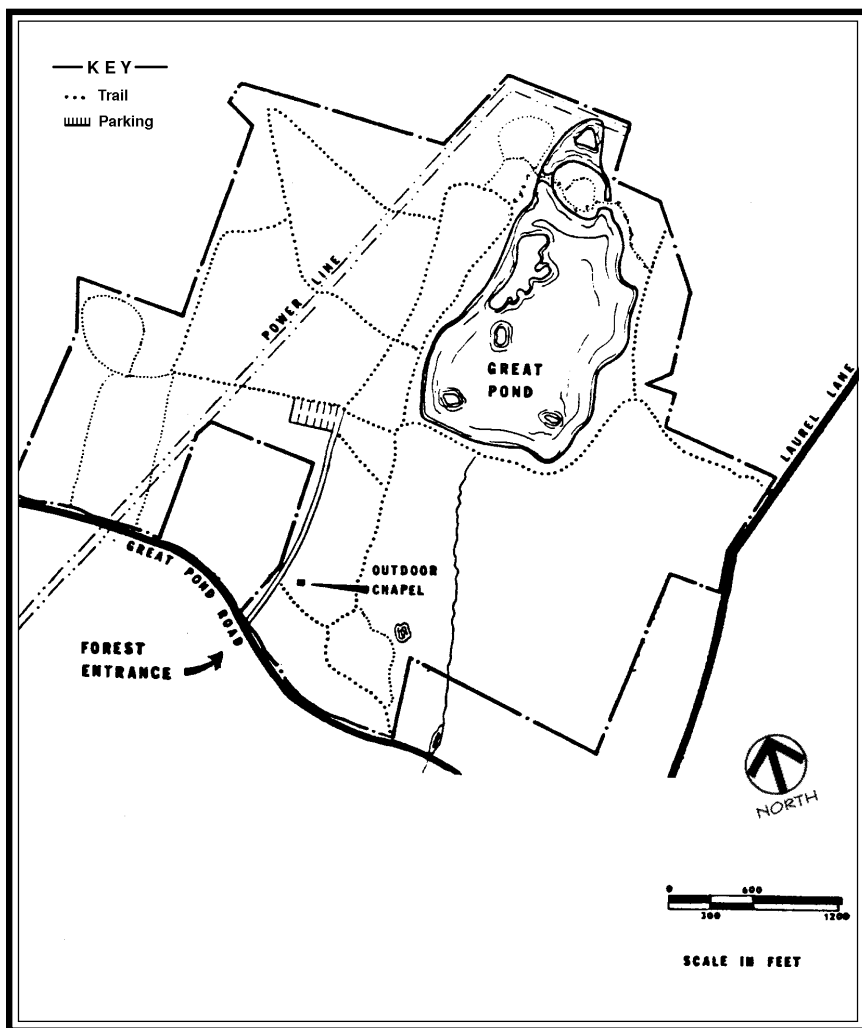 KEY
Trail
Parking
POWER LINE
GREAT
POND
LAUREL LANE
GREAT POND ROAD
OUTDOOR
CHAPEL
FOREST
ENTRANCE
NORTH
0 600
300 1200
SCALE IN FEET